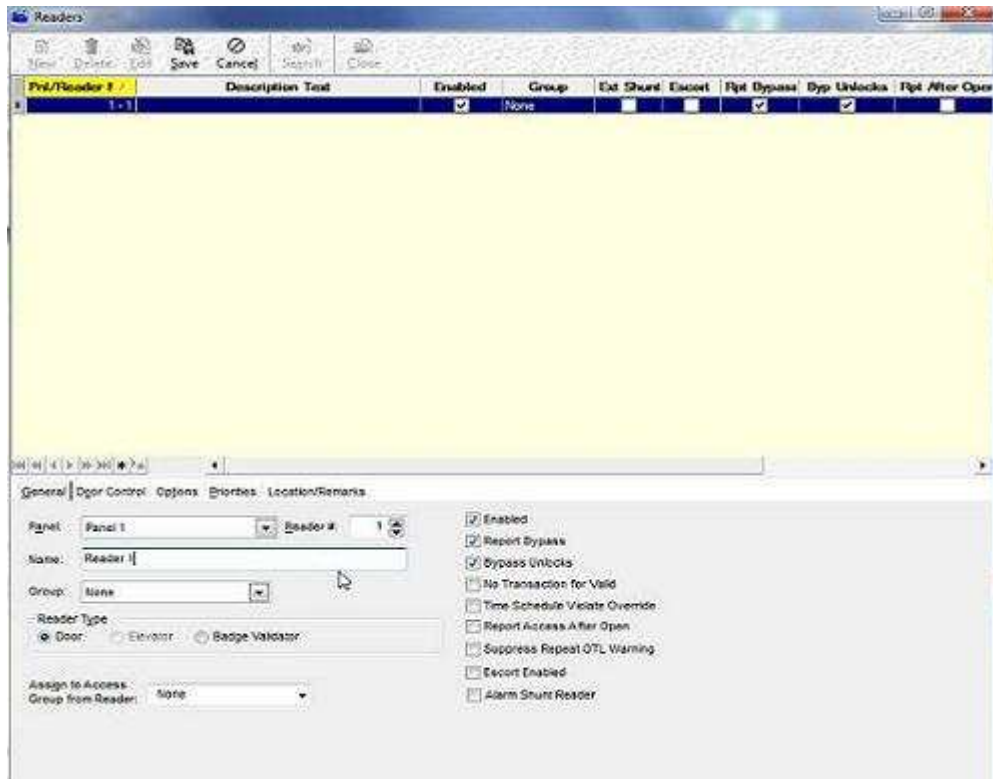 Readers
New Delete Edit Save Cancel Search Close
Pnl/Reader # Description Text Enabled Group Ext Shunt Escort Rpt Bypass Byp Unlocks Rpt After Open
1 - 1 None
General Door Control Options Priorities Location/Remarks
Panel: Panel 1 Reader #: 1
Name: Reader 1
Group: None
Reader Type
Door Elevator Badge Validator
Assign to Access
Group from Reader: None
Enabled
Report Bypass
Bypass Unlocks
No Transaction for Valid
Time Schedule Violate Override
Report Access After Open
Suppress Repeat OTL Warning
Escort Enabled
Alarm Shunt Reader